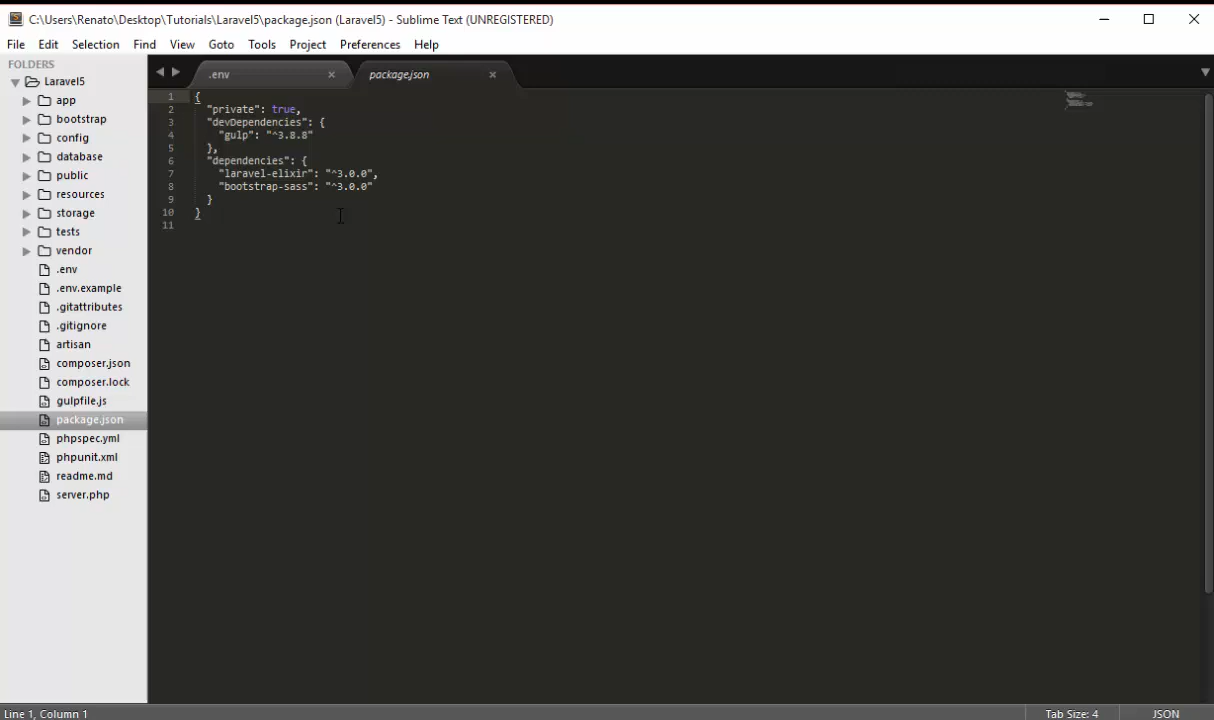 C:\Users\Renato\Desktop\Tutorials\Laravel5\package.json (Laravel5) - Sublime Text (UNREGISTERED)
File Edit Selection Find View Goto Tools Project Preferences Help
FOLDERS
Laravel5
app
bootstrap
config
database
public
resources
storage
tests
vendor
.env
.env.example
.gitattributes
.gitignore
artisan
composer.json
composer.lock
gulpfile.js
package.json
phpspec.yml
phpunit.xml
readme.md
server.php
.env package.json
1 {
2 "private": true,
3 "devDependencies": {
4 "gulp": "^3.8.8"
5 },
6 "dependencies": {
7 "laravel-elixir": "^3.0.0",
8 "bootstrap-sass": "^3.0.0"
9 }
10 }
11
Line 1, Column 1 Tab Size: 4 JSON